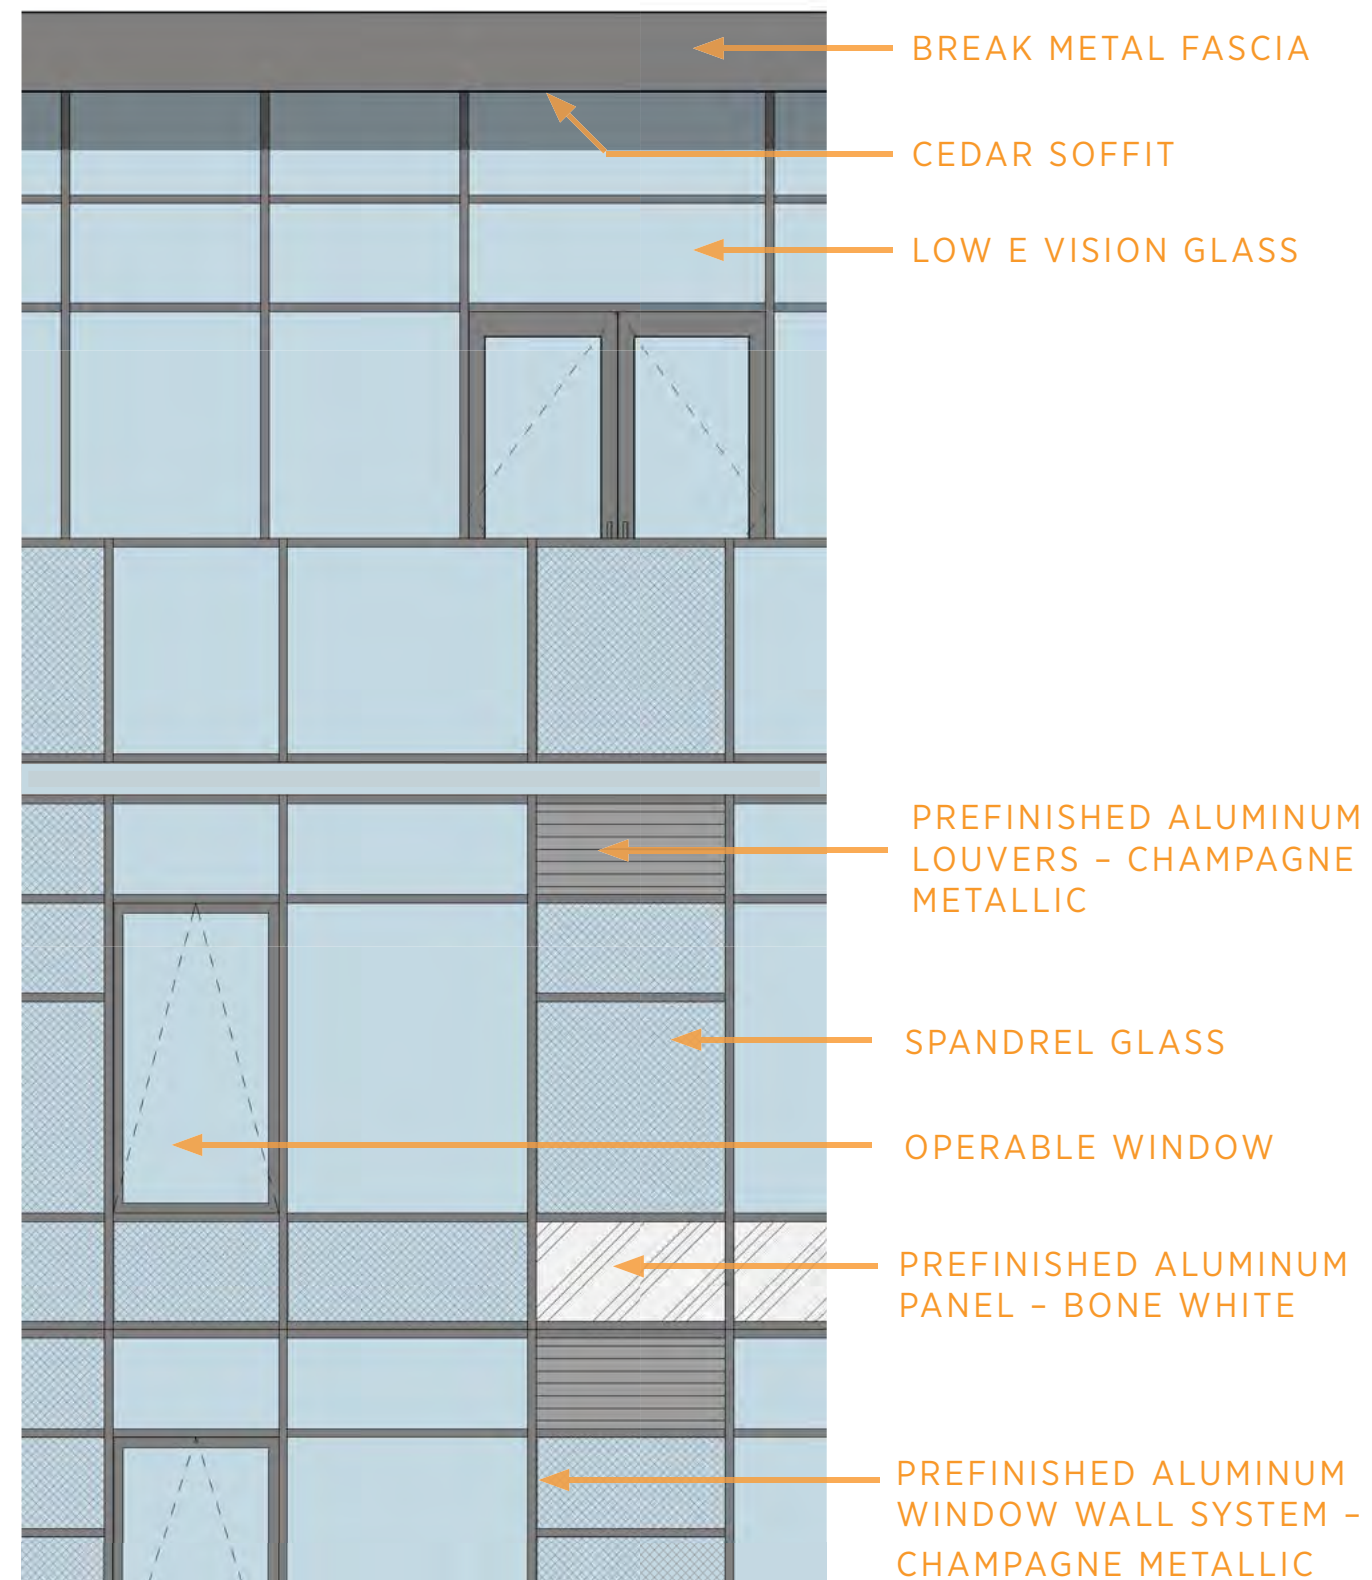 BREAK METAL FASCIA
CEDAR SOFFIT
LOW E VISION GLASS
PREFINISHED ALUMINUM
LOUVERS – CHAMPAGNE
METALLIC
SPANDREL GLASS
OPERABLE WINDOW
PREFINISHED ALUMINUM
PANEL – BONE WHITE
PREFINISHED ALUMINUM
WINDOW WALL SYSTEM –
CHAMPAGNE METALLIC